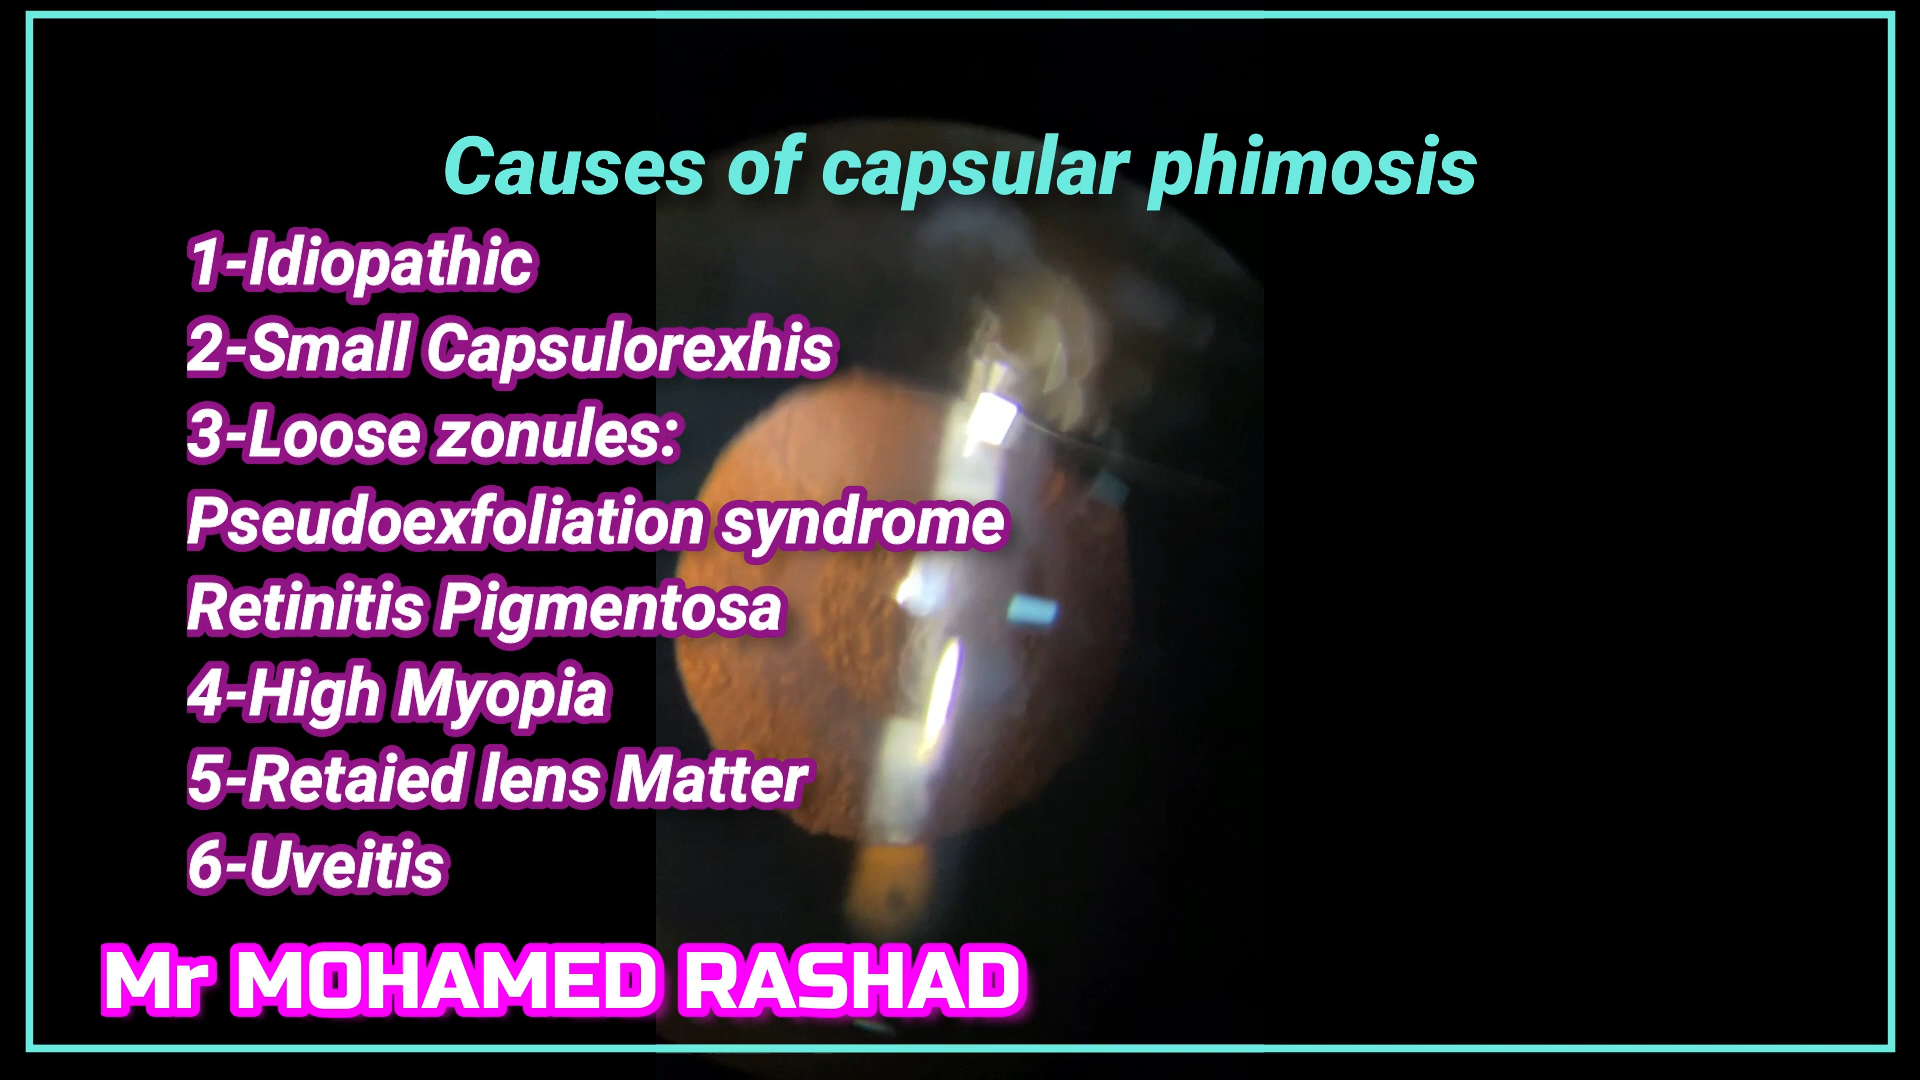 Causes of capsular phimosis
1-Idiopathic
2-Small Capsulorexhis
3-Loose zonules:
Pseudoexfoliation syndrome
Retinitis Pigmentosa
4-High Myopia
5-Retaied lens Matter
6-Uveitis
Mr MOHAMED RASHAD